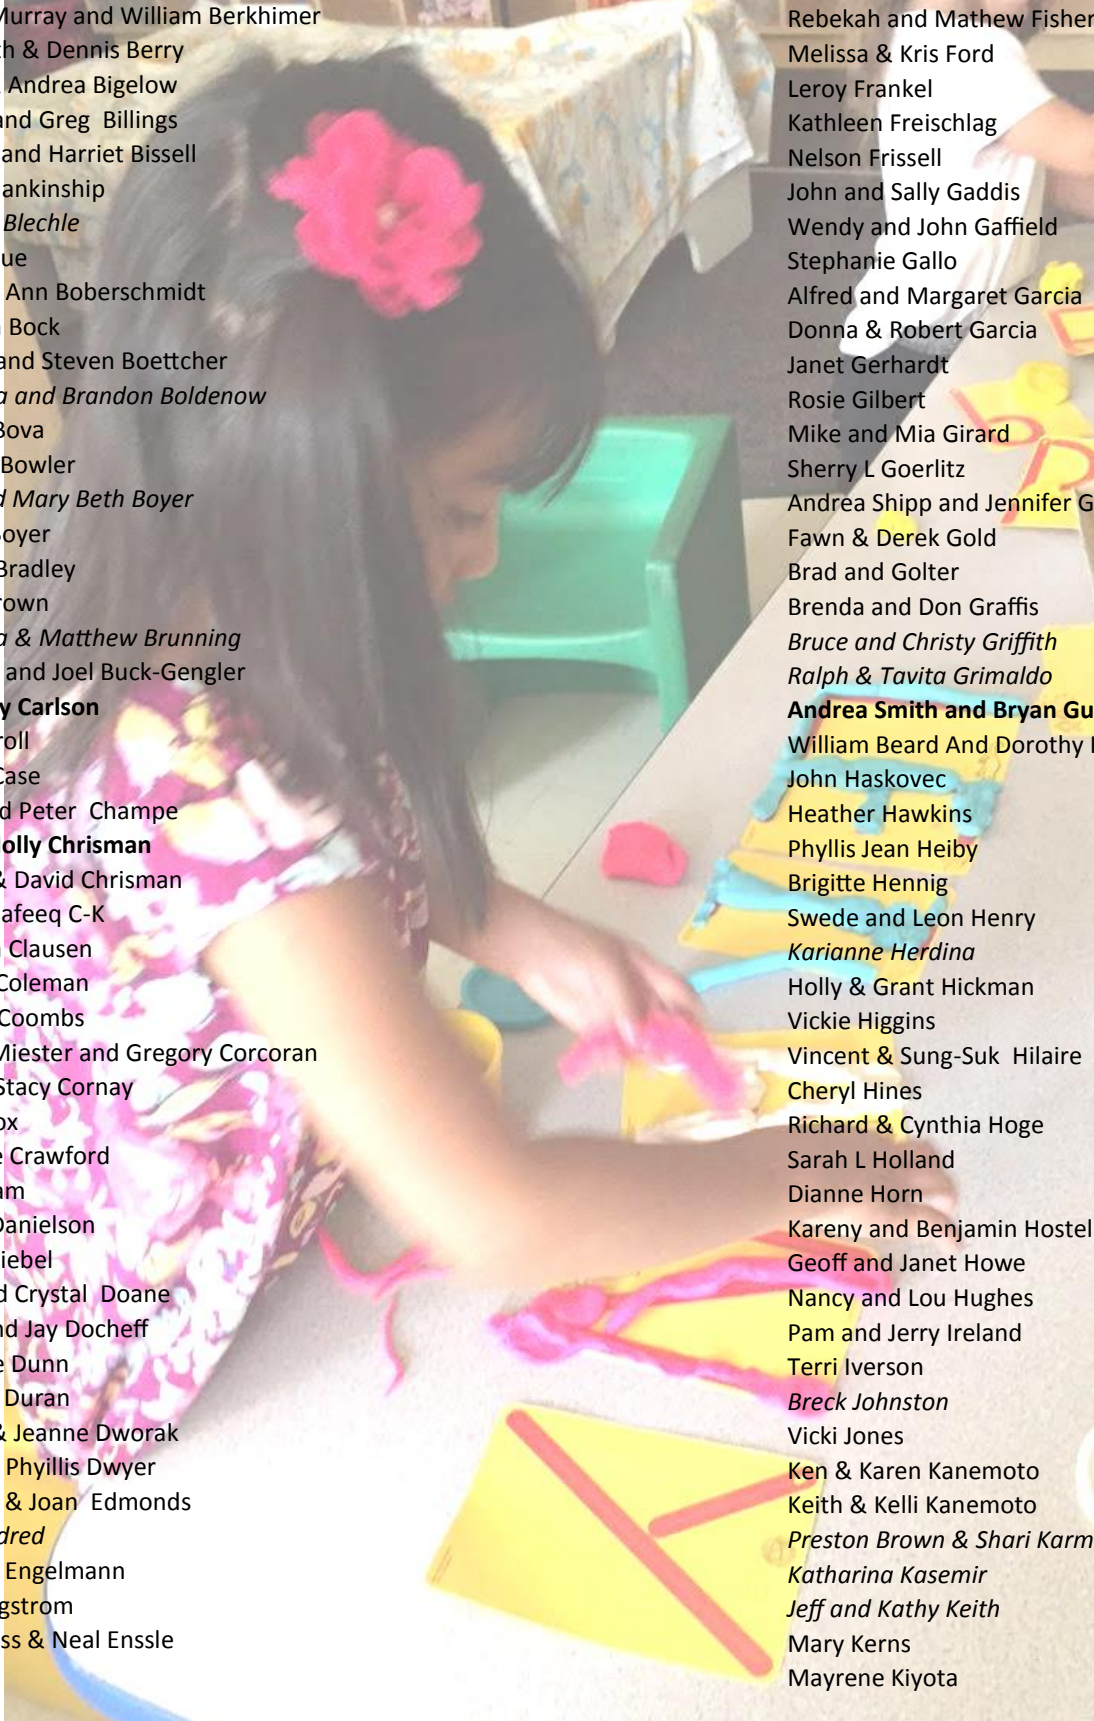 Murray and William Berkhimer
th & Dennis Berry
Andrea Bigelow
and Greg Billings
and Harriet Bissell
ankinship
Blechle
ue
Ann Boberschmidt
Bock
and Steven Boettcher
a and Brandon Boldenow
Bova
Bowler
d Mary Beth Boyer
Boyer
Bradley
rown
a & Matthew Brunning
and Joel Buck-Gengler
y Carlson
roll
Case
d Peter Champe
olly Chrisman
& David Chrisman
afeeq C-K
Clausen
Coleman
Coombs
Miester and Gregory Corcoran
Stacy Cornay
ox
e Crawford
am
Danielson
iebel
d Crystal Doane
nd Jay Docheff
e Dunn
Duran
& Jeanne Dworak
Phyillis Dwyer
& Joan Edmonds
dred
Engelmann
gstrom
ss & Neal Enssle
Rebekah and Mathew Fisher
Melissa & Kris Ford
Leroy Frankel
Kathleen Freischlag
Nelson Frissell
John and Sally Gaddis
Wendy and John Gaffield
Stephanie Gallo
Alfred and Margaret Garcia
Donna & Robert Garcia
Janet Gerhardt
Rosie Gilbert
Mike and Mia Girard
Sherry L Goerlitz
Andrea Shipp and Jennifer G
Fawn & Derek Gold
Brad and Golter
Brenda and Don Graffis
Bruce and Christy Griffith
Ralph & Tavita Grimaldo
Andrea Smith and Bryan Gu
William Beard And Dorothy
John Haskovec
Heather Hawkins
Phyllis Jean Heiby
Brigitte Hennig
Swede and Leon Henry
Karianne Herdina
Holly & Grant Hickman
Vickie Higgins
Vincent & Sung-Suk Hilaire
Cheryl Hines
Richard & Cynthia Hoge
Sarah L Holland
Dianne Horn
Kareny and Benjamin Hostel
Geoff and Janet Howe
Nancy and Lou Hughes
Pam and Jerry Ireland
Terri Iverson
Breck Johnston
Vicki Jones
Ken & Karen Kanemoto
Keith & Kelli Kanemoto
Preston Brown & Shari Karm
Katharina Kasemir
Jeff and Kathy Keith
Mary Kerns
Mayrene Kiyota